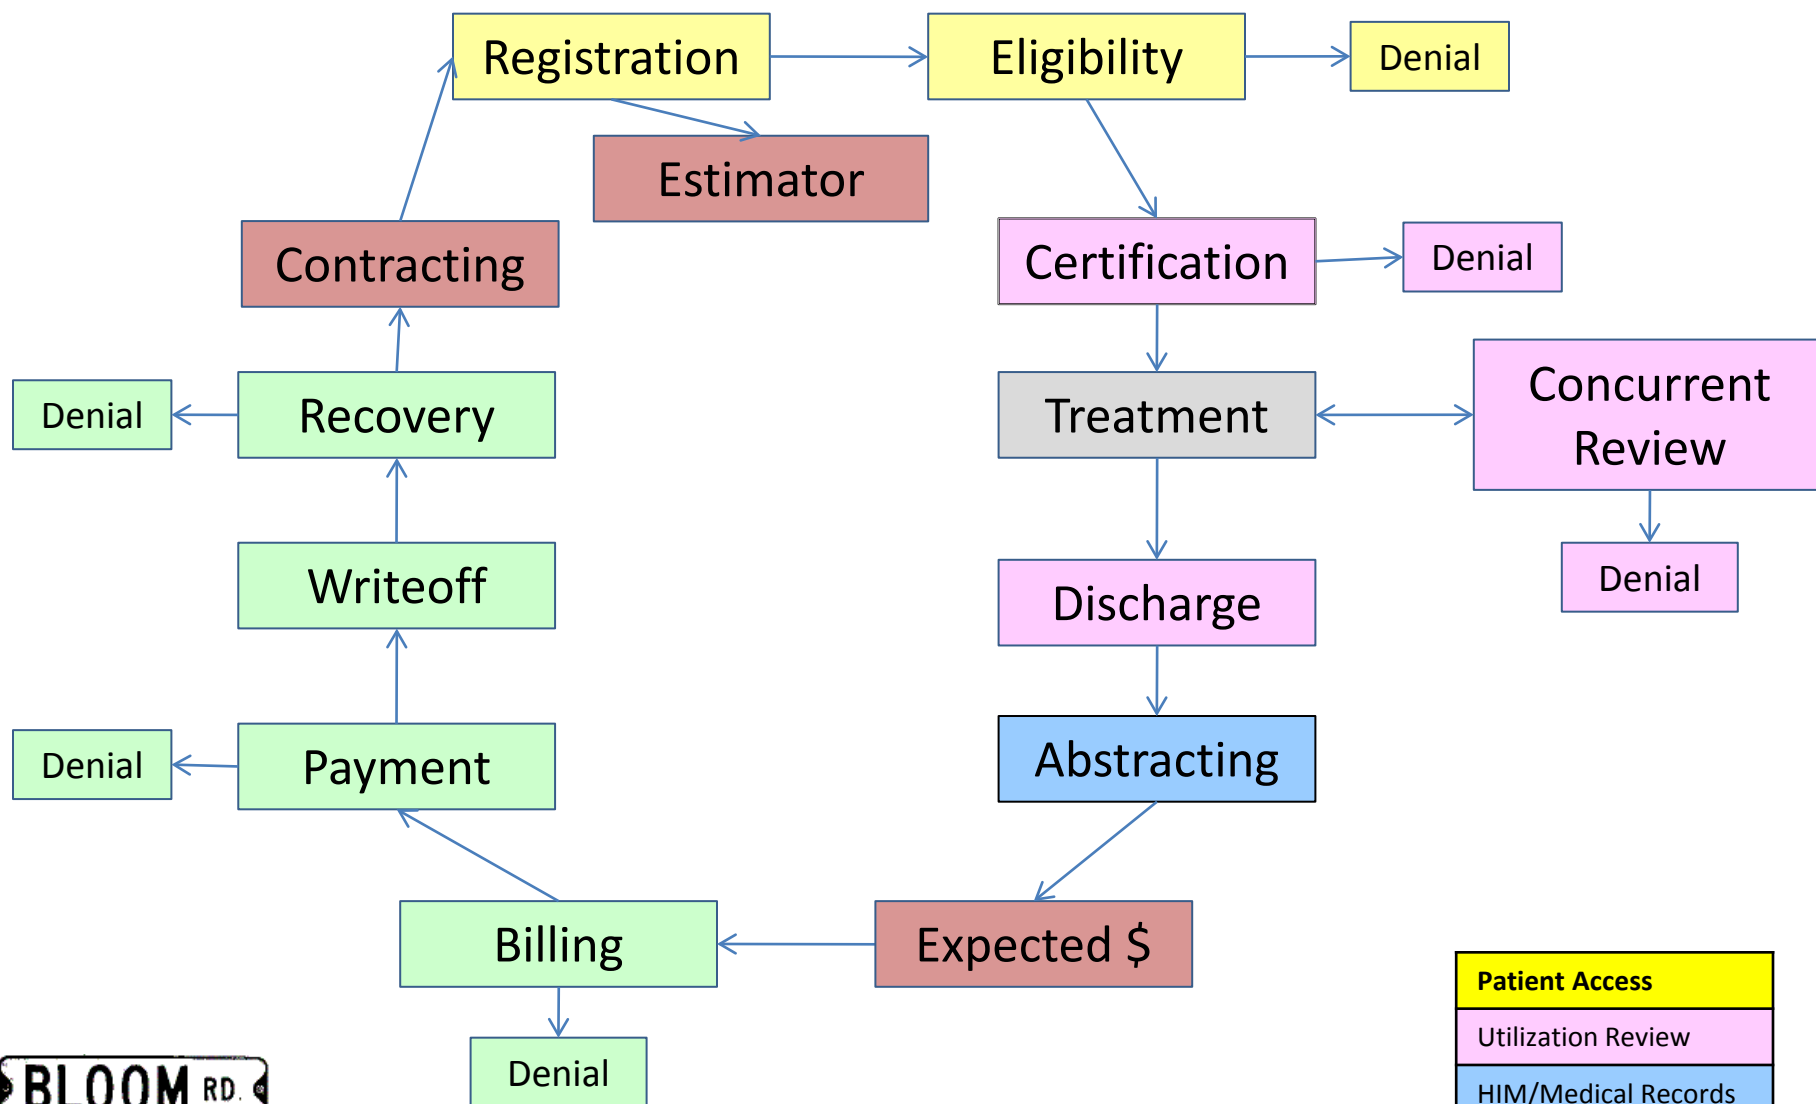 Registration
Eligibility
Denial
Estimator
Contracting
Certification
Denial
Denial
Recovery
Treatment
Concurrent
Review
Writeoff
Discharge
Denial
Denial
Payment
Abstracting
Billing
Expected $
Denial
Patient Access
Utilization Review
HIM/Medical Records
BLOOM RD.